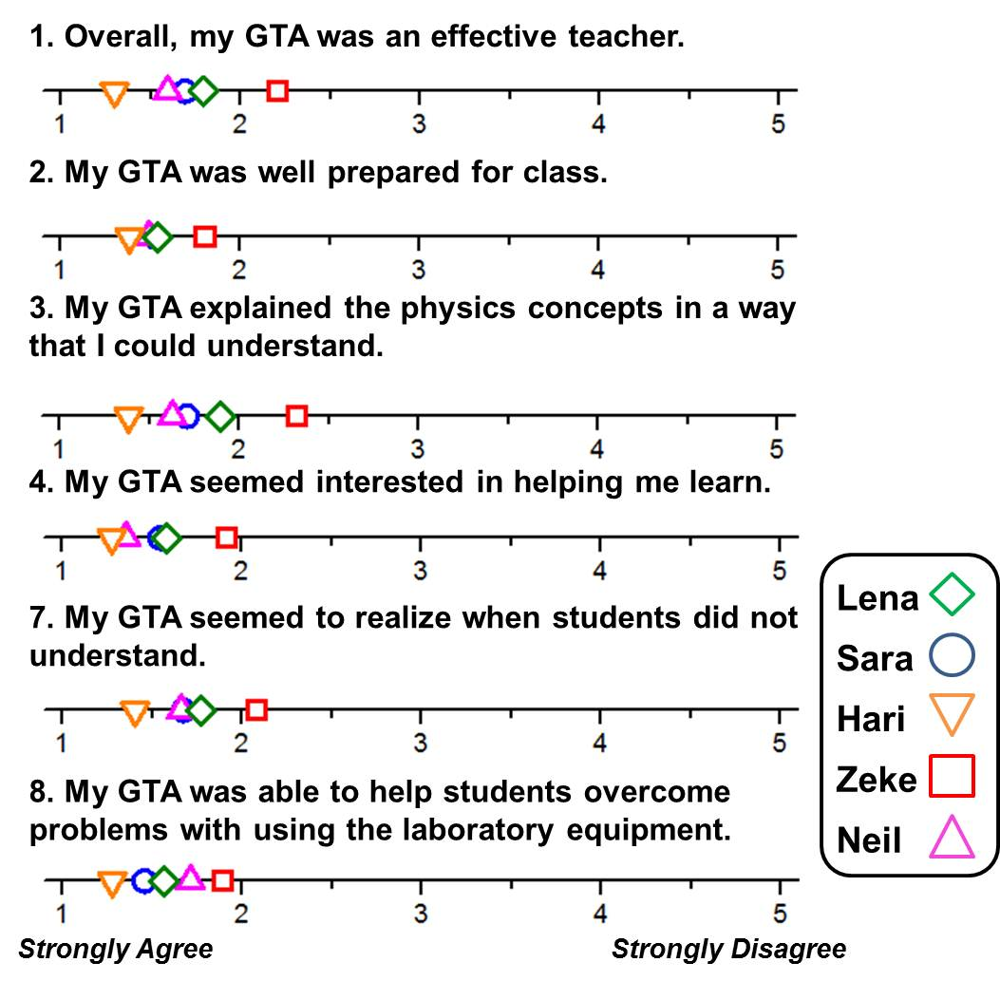 1. Overall, my GTA was an effective teacher.
1 2 3 4 5
2. My GTA was well prepared for class.
1 2 3 4 5
3. My GTA explained the physics concepts in a way
that I could understand.
1 2 3 4 5
4. My GTA seemed interested in helping me learn.
1 2 3 4 5
7. My GTA seemed to realize when students did not
understand.
1 2 3 4 5
8. My GTA was able to help students overcome
problems with using the laboratory equipment.
1 2 3 4 5
Strongly Agree Strongly Disagree
Lena
Sara
Hari
Zeke
Neil